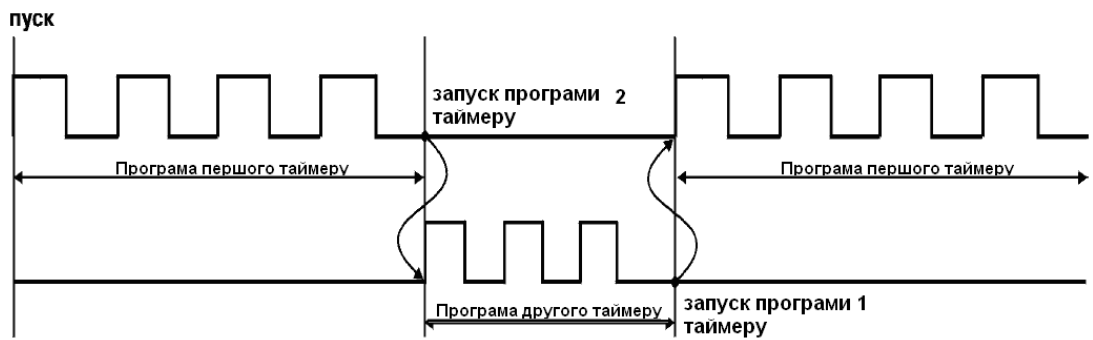 пуск
запуск програми 2
таймеру
Програма першого таймеру
Програма першого таймеру
Програма другого таймеру
запуск програми 1
таймеру